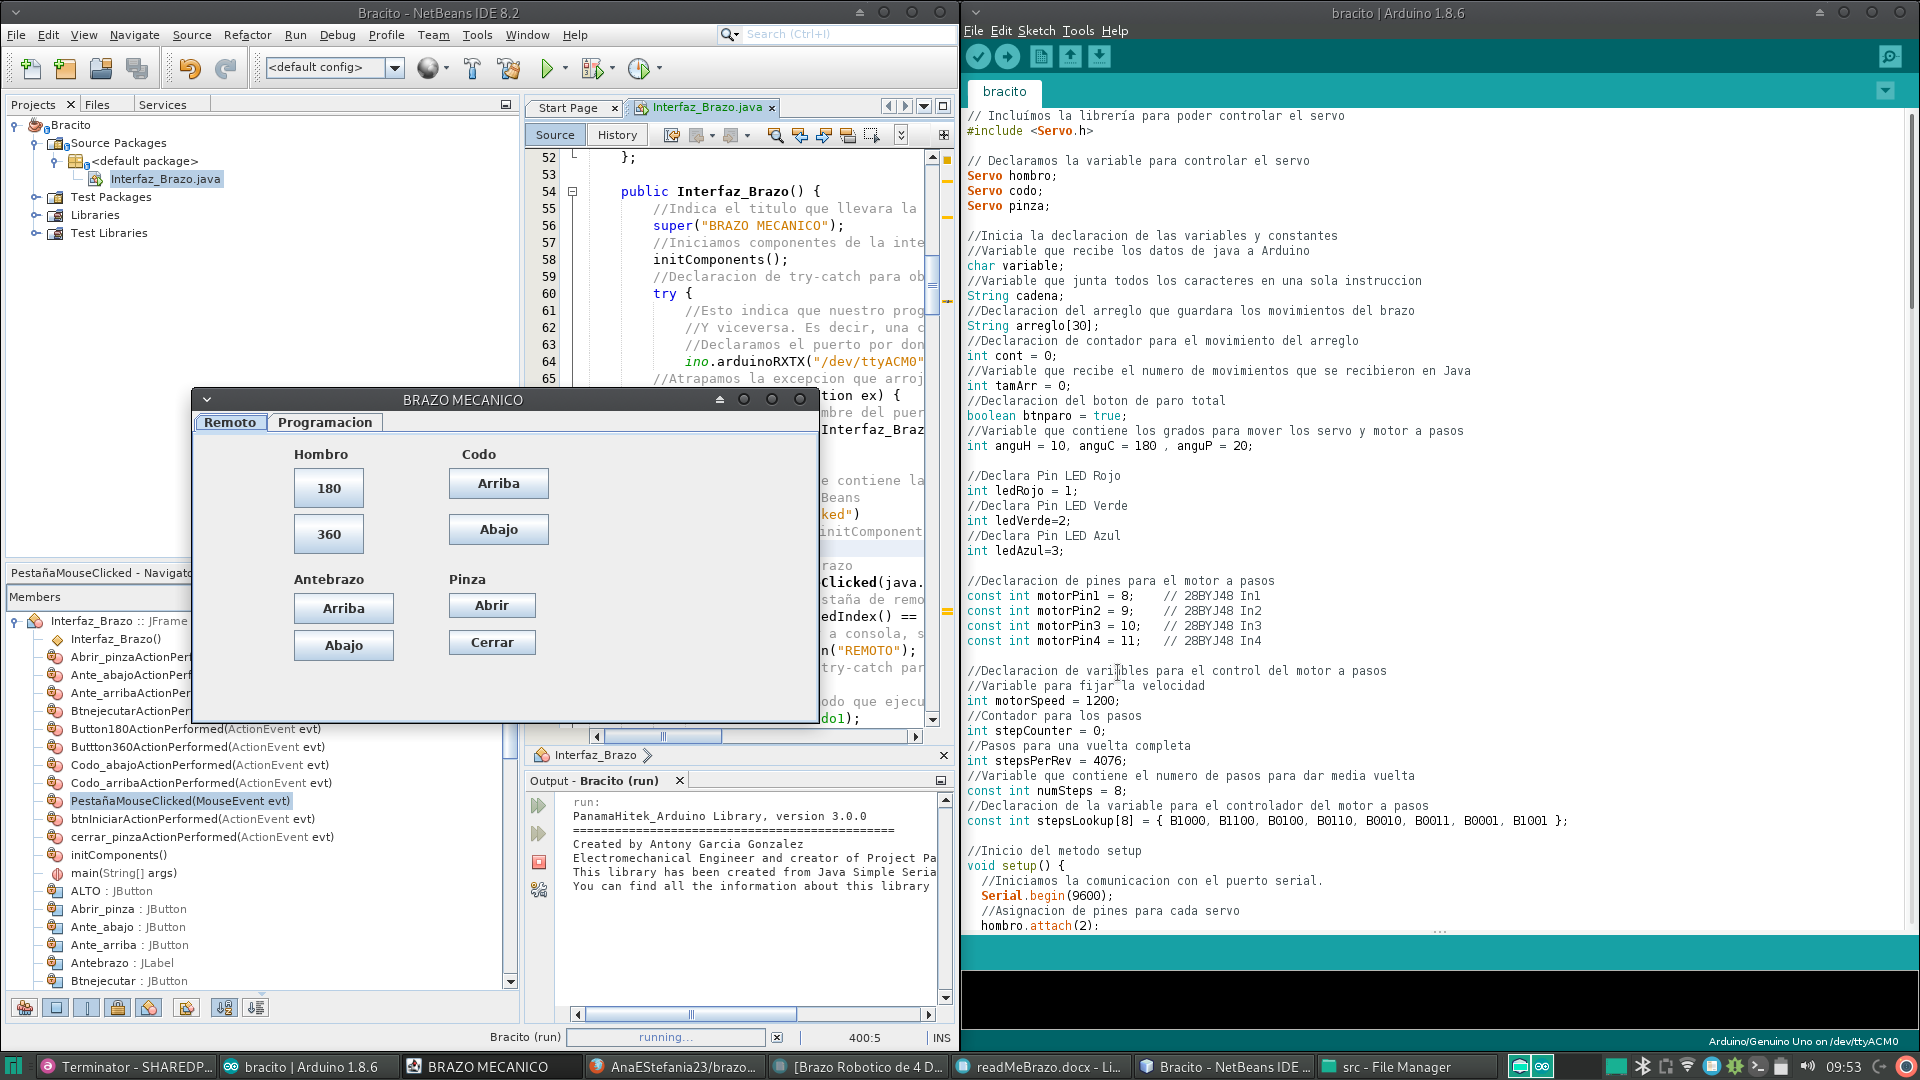 Bracito - NetBeans IDE 8.2
File Edit View Navigate Source Refactor Run Debug Profile Team Tools Window Help
Search (Ctrl+I)
<default config>
Projects Files Services
Bracito
Source Packages
<default package>
Interfaz_Brazo.java
Test Packages
Libraries
Test Libraries
Start Page Interfaz_Brazo.java
Source History
52 };
53
54 public Interfaz_Brazo() {
55 //Indica el titulo que llevara la
56 super("BRAZO MECANICO");
57 //Iniciamos componentes de la inte
58 initComponents();
59 //Declaracion de try-catch para ob
60 try {
61 //Esto indica que nuestro prog
62 //Y viceversa. Es decir, una c
63 //Declaramos el puerto por don
64 ino.arduinoRXTX("/dev/ttyACM0"
65 //Atrapamos la excepcion que arroj
tion ex) {
mbre del puer
Interfaz_Braz
e contiene la
Beans
ked")
initComponent
razo
Clicked(java.
staña de remo
edIndex() ==
a consola, s
n("REMOTO");
try-catch par
odo que ejecu
do1);
BRAZO MECANICO
Remoto Programacion
Hombro Codo
180 Arriba
360 Abajo
Antebrazo Pinza
Arriba Abrir
Abajo Cerrar
PestañaMouseClicked - Navigato
Members
Interfaz_Brazo :: JFrame
Interfaz_Brazo()
Abrir_pinzaActionPerf
Ante_abajoActionPerf
Ante_arribaActionPer
BtnejecutarActionPer
Button180ActionPerformed(ActionEvent evt)
Buttton360ActionPerformed(ActionEvent evt)
Codo_abajoActionPerformed(ActionEvent evt)
Codo_arribaActionPerformed(ActionEvent evt)
PestañaMouseClicked(MouseEvent evt)
btnIniciarActionPerformed(ActionEvent evt)
cerrar_pinzaActionPerformed(ActionEvent evt)
initComponents()
main(String[] args)
ALTO : JButton
Abrir_pinza : JButton
Ante_abajo : JButton
Ante_arriba : JButton
Antebrazo : JLabel
Btnejecutar : JButton
Interfaz_Brazo
Output - Bracito (run)
run:
PanamaHitek_Arduino Library, version 3.0.0
==============================================
Created by Antony Garcia Gonzalez
Electromechanical Engineer and creator of Project Pa
This library has been created from Java Simple Seria
You can find all the information about this library
Bracito (run) running... 400:5 INS
bracito | Arduino 1.8.6
File Edit Sketch Tools Help
bracito
// Incluímos la librería para poder controlar el servo
#include <Servo.h>
// Declaramos la variable para controlar el servo
Servo hombro;
Servo codo;
Servo pinza;
//Inicia la declaracion de las variables y constantes
//Variable que recibe los datos de java a Arduino
char variable;
//Variable que junta todos los caracteres en una sola instruccion
String cadena;
//Declaracion del arreglo que guardara los movimientos del brazo
String arreglo[30];
//Declaracion de contador para el movimiento del arreglo
int cont = 0;
//Variable que recibe el numero de movimientos que se recibieron en Java
int tamArr = 0;
//Declaracion del boton de paro total
boolean btnparo = true;
//Variable que contiene los grados para mover los servo y motor a pasos
int anguH = 10, anguC = 180 , anguP = 20;
//Declara Pin LED Rojo
int ledRojo = 1;
//Declara Pin LED Verde
int ledVerde=2;
//Declara Pin LED Azul
int ledAzul=3;
//Declaracion de pines para el motor a pasos
const int motorPin1 = 8; // 28BYJ48 In1
const int motorPin2 = 9; // 28BYJ48 In2
const int motorPin3 = 10; // 28BYJ48 In3
const int motorPin4 = 11; // 28BYJ48 In4
//Declaracion de variables para el control del motor a pasos
//Variable para fijar la velocidad
int motorSpeed = 1200;
//Contador para los pasos
int stepCounter = 0;
//Pasos para una vuelta completa
int stepsPerRev = 4076;
//Variable que contiene el numero de pasos para dar media vuelta
const int numSteps = 8;
//Declaracion de la variable para el controlador del motor a pasos
const int stepsLookup[8] = { B1000, B1100, B0100, B0110, B0010, B0011, B0001, B1001 };
//Inicio del metodo setup
void setup() {
//Iniciamos la comunicacion con el puerto serial.
Serial.begin(9600);
//Asignacion de pines para cada servo
hombro.attach(2);
Arduino/Genuino Uno on /dev/ttyACM0
Terminator - SHAREDP... bracito | Arduino 1.8.6 BRAZO MECANICO AnaEStefania23/brazo... [Brazo Robotico de 4 D... readMeBrazo.docx - Li... Bracito - NetBeans IDE ... src - File Manager 09:53